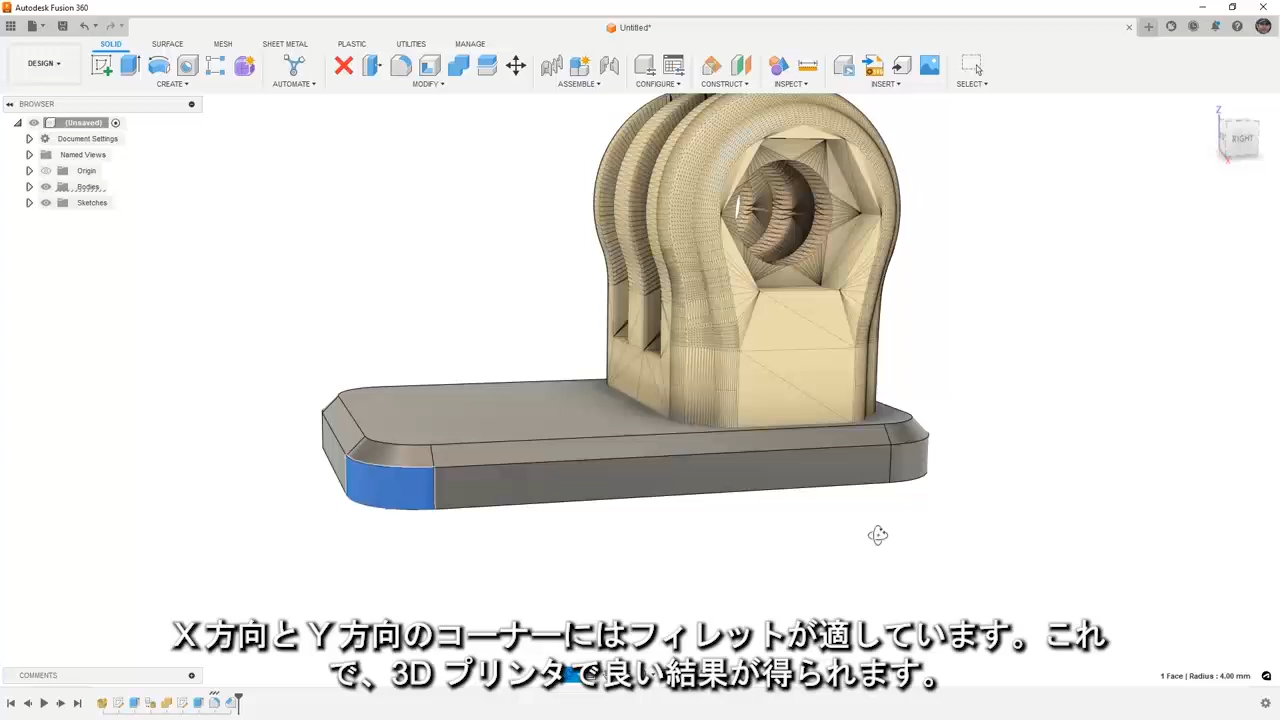 Autodesk Fusion 360
Untitled*
DESIGN
SOLID
SURFACE
MESH
SHEET METAL
PLASTIC
UTILITIES
MANAGE
CREATE
AUTOMATE
MODIFY
ASSEMBLE
CONFIGURE
CONSTRUCT
INSPECT
INSERT
SELECT
BROWSER
(Unsaved)
Document Settings
Named Views
Origin
Bodies
Sketches
Z
RIGHT
X
X 方向と Y 方向のコーナーにはフィレットが適しています。これ
で、3D プリンタで良い結果が得られます。
COMMENTS
1 Face | Radius : 4.00 mm